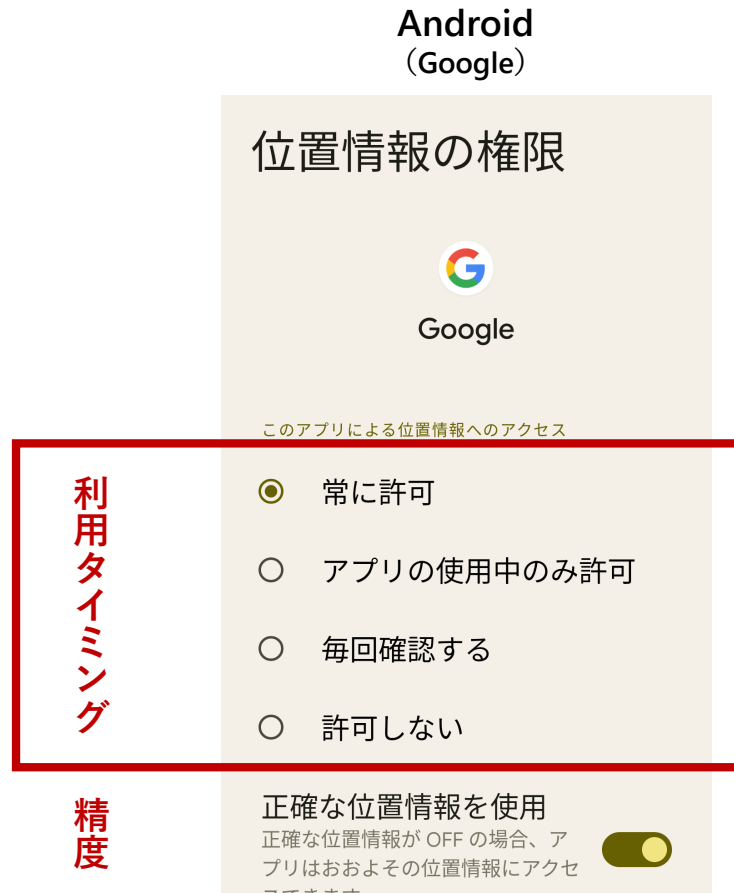 Android
（Google）
位置情報の権限
Google
このアプリによる位置情報へのアクセス
利用タイミング
常に許可
アプリの使用中のみ許可
毎回確認する
許可しない
精度
正確な位置情報を使用
正確な位置情報が OFF の場合、ア
プリはおおよその位置情報にアクセ